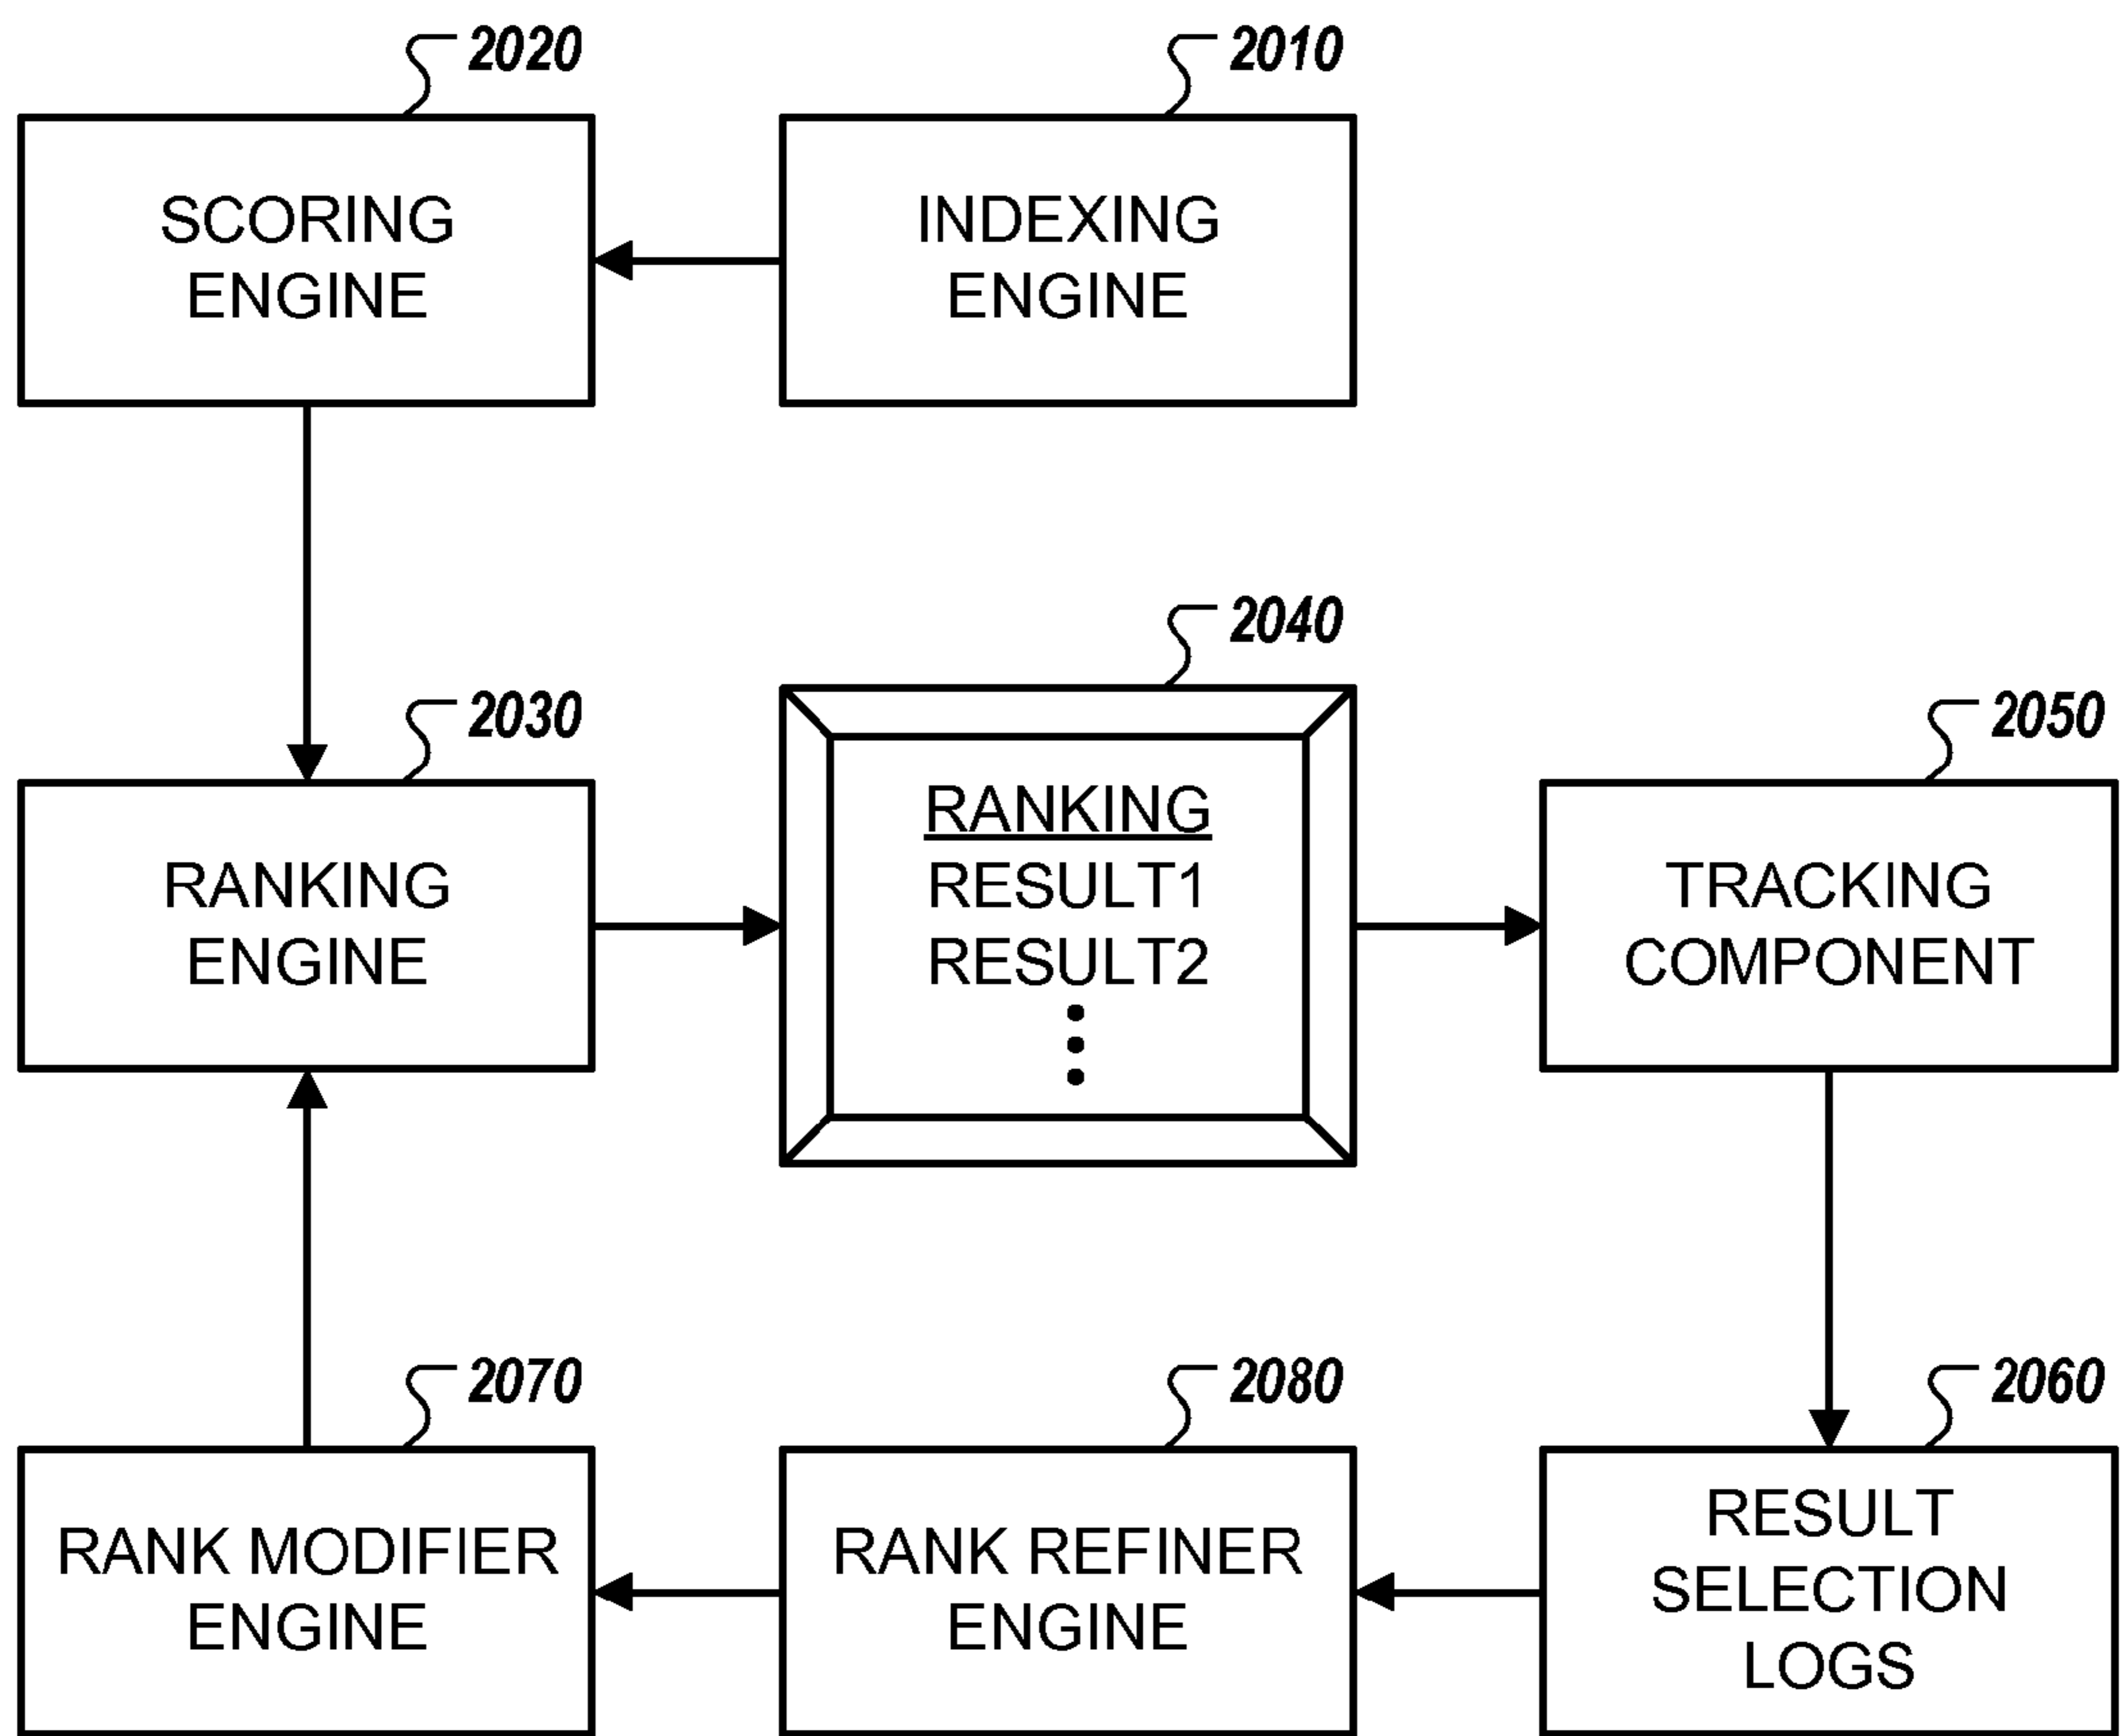 2020
SCORING
ENGINE
2010
INDEXING
ENGINE
2030
RANKING
ENGINE
2040
RANKING
RESULT1
RESULT2
2050
TRACKING
COMPONENT
2070
RANK MODIFIER
ENGINE
2080
RANK REFINER
ENGINE
2060
RESULT
SELECTION
LOGS